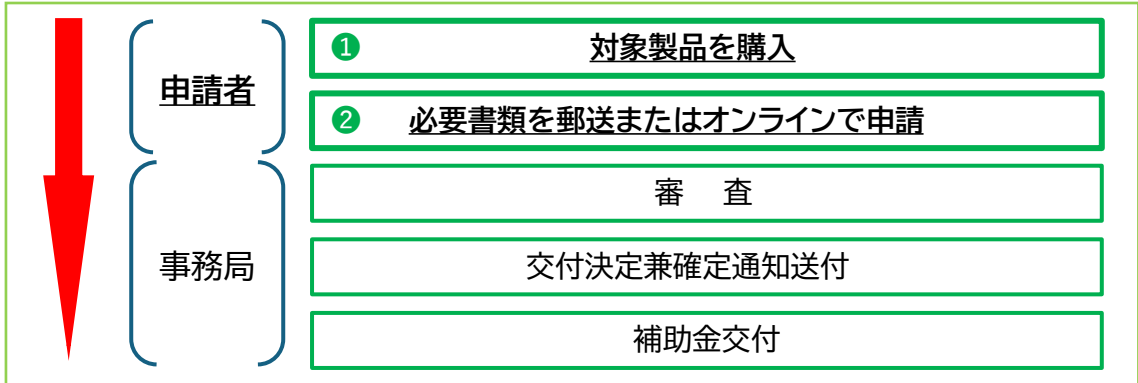 申請者
❶ 対象製品を購入
❷ 必要書類を郵送またはオンラインで申請
事務局
審 査
交付決定兼確定通知送付
補助金交付